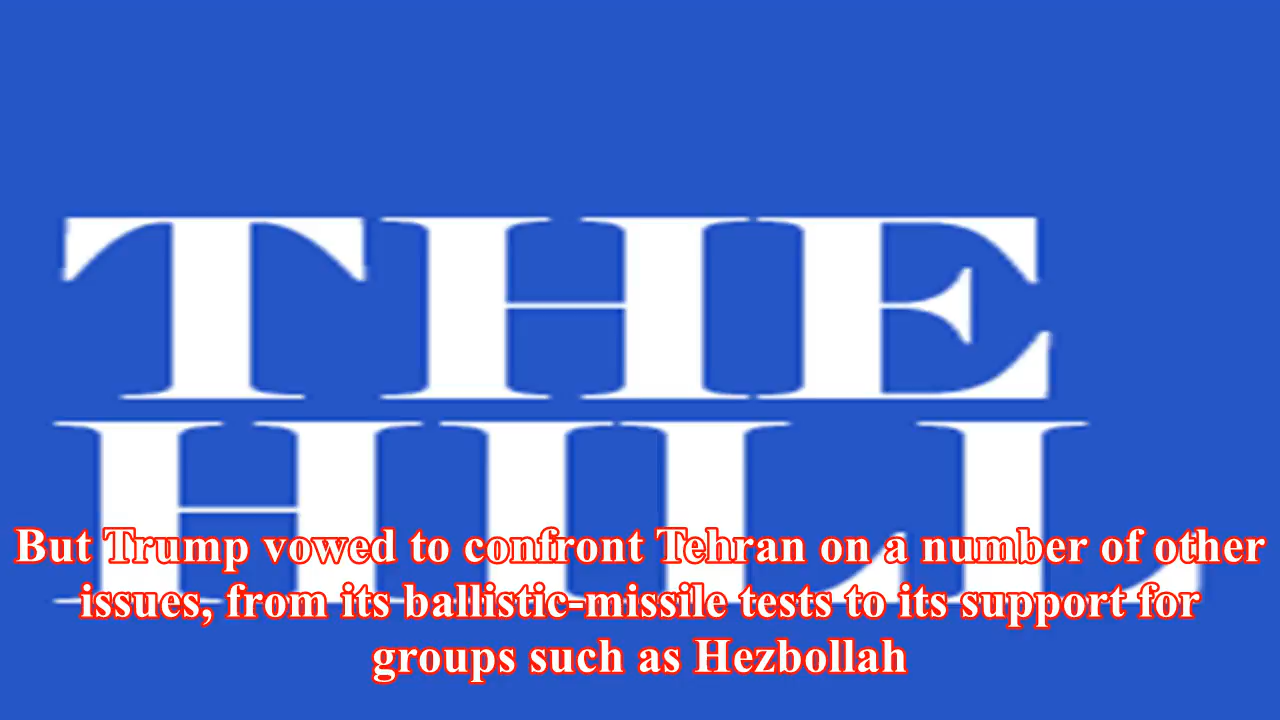 THE
HILL
But Trump vowed to confront Tehran on a number of other
issues, from its ballistic-missile tests to its support for
groups such as Hezbollah